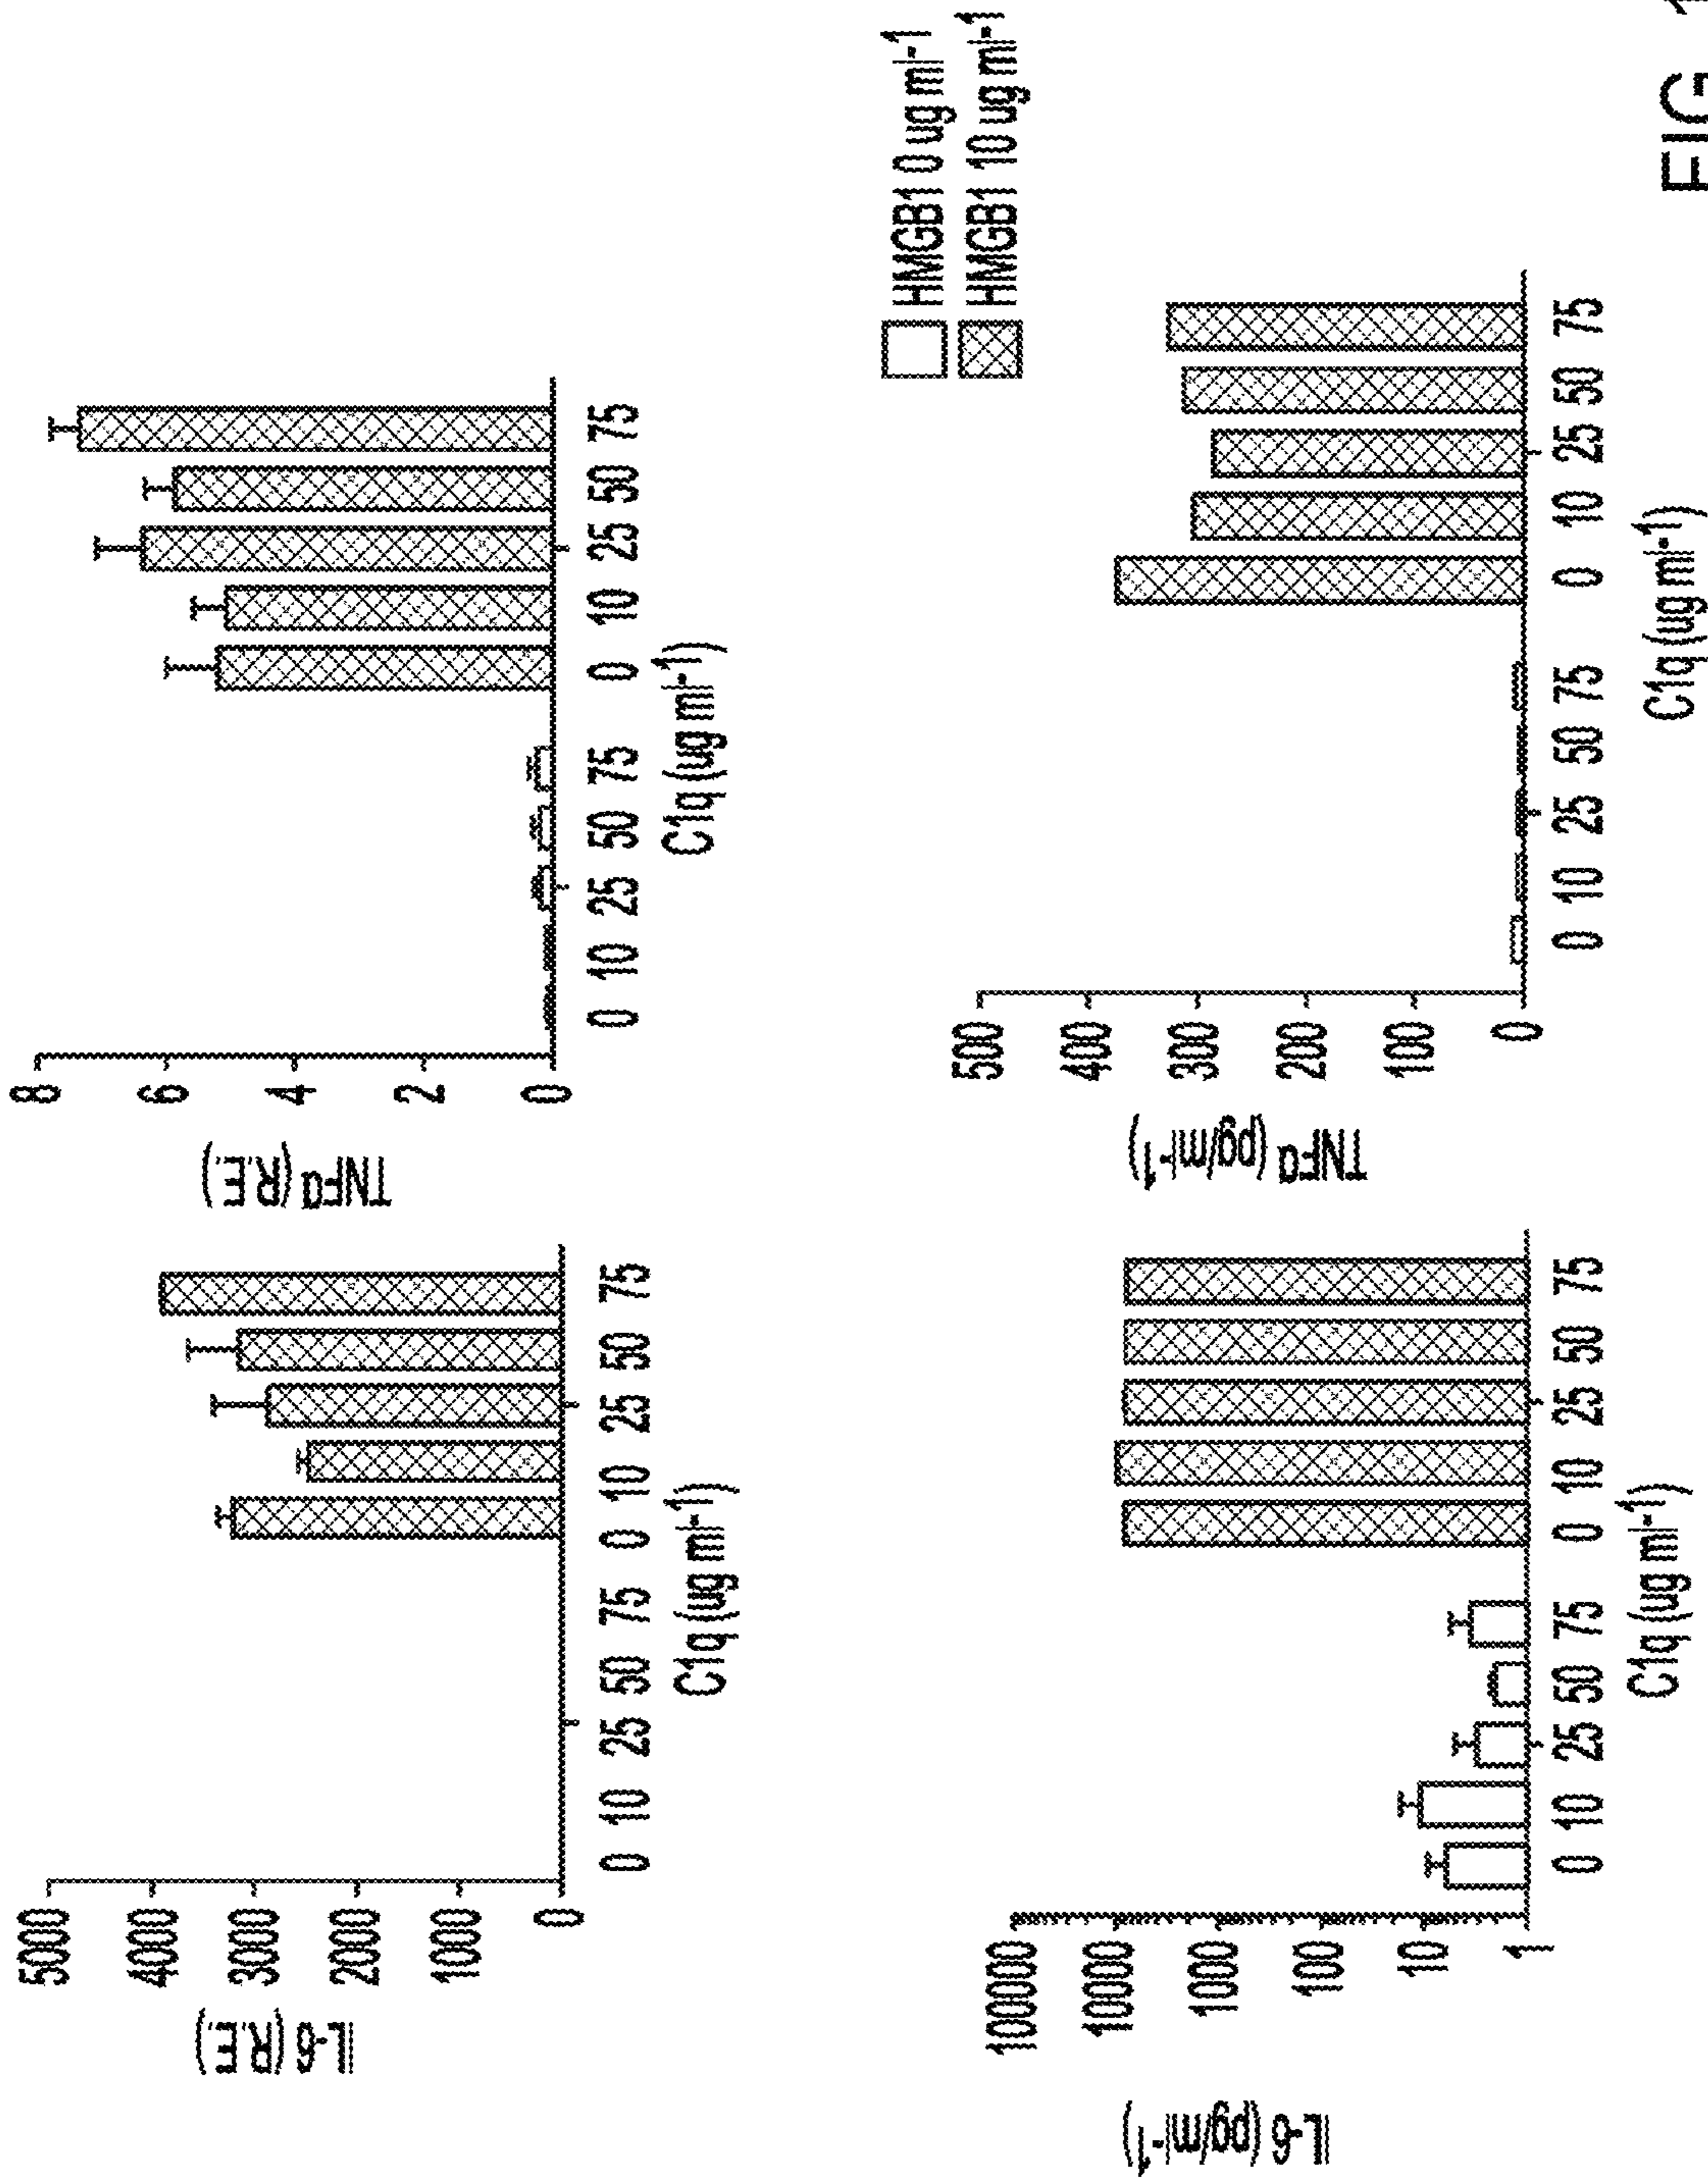 IL-6 (R.E.)
5000
4000
3000
2000
1000
0
0 10 25 50 75 0 10 25 50 75
C1q (ug ml-1)
TNFα (R.E.)
8
6
4
2
0
0 10 25 50 75 0 10 25 50 75
C1q (ug ml-1)
HMGB1 0 ug ml-1
HMGB1 10 ug ml-1
IL-6 (pg/ml-1)
100000
10000
1000
100
10
1
0 10 25 50 75 0 10 25 50 75
C1q (ug ml-1)
TNFα (pg/ml-1)
500
400
300
200
100
0
0 10 25 50 75 0 10 25 50 75
C1q (ug ml-1)
FIG.